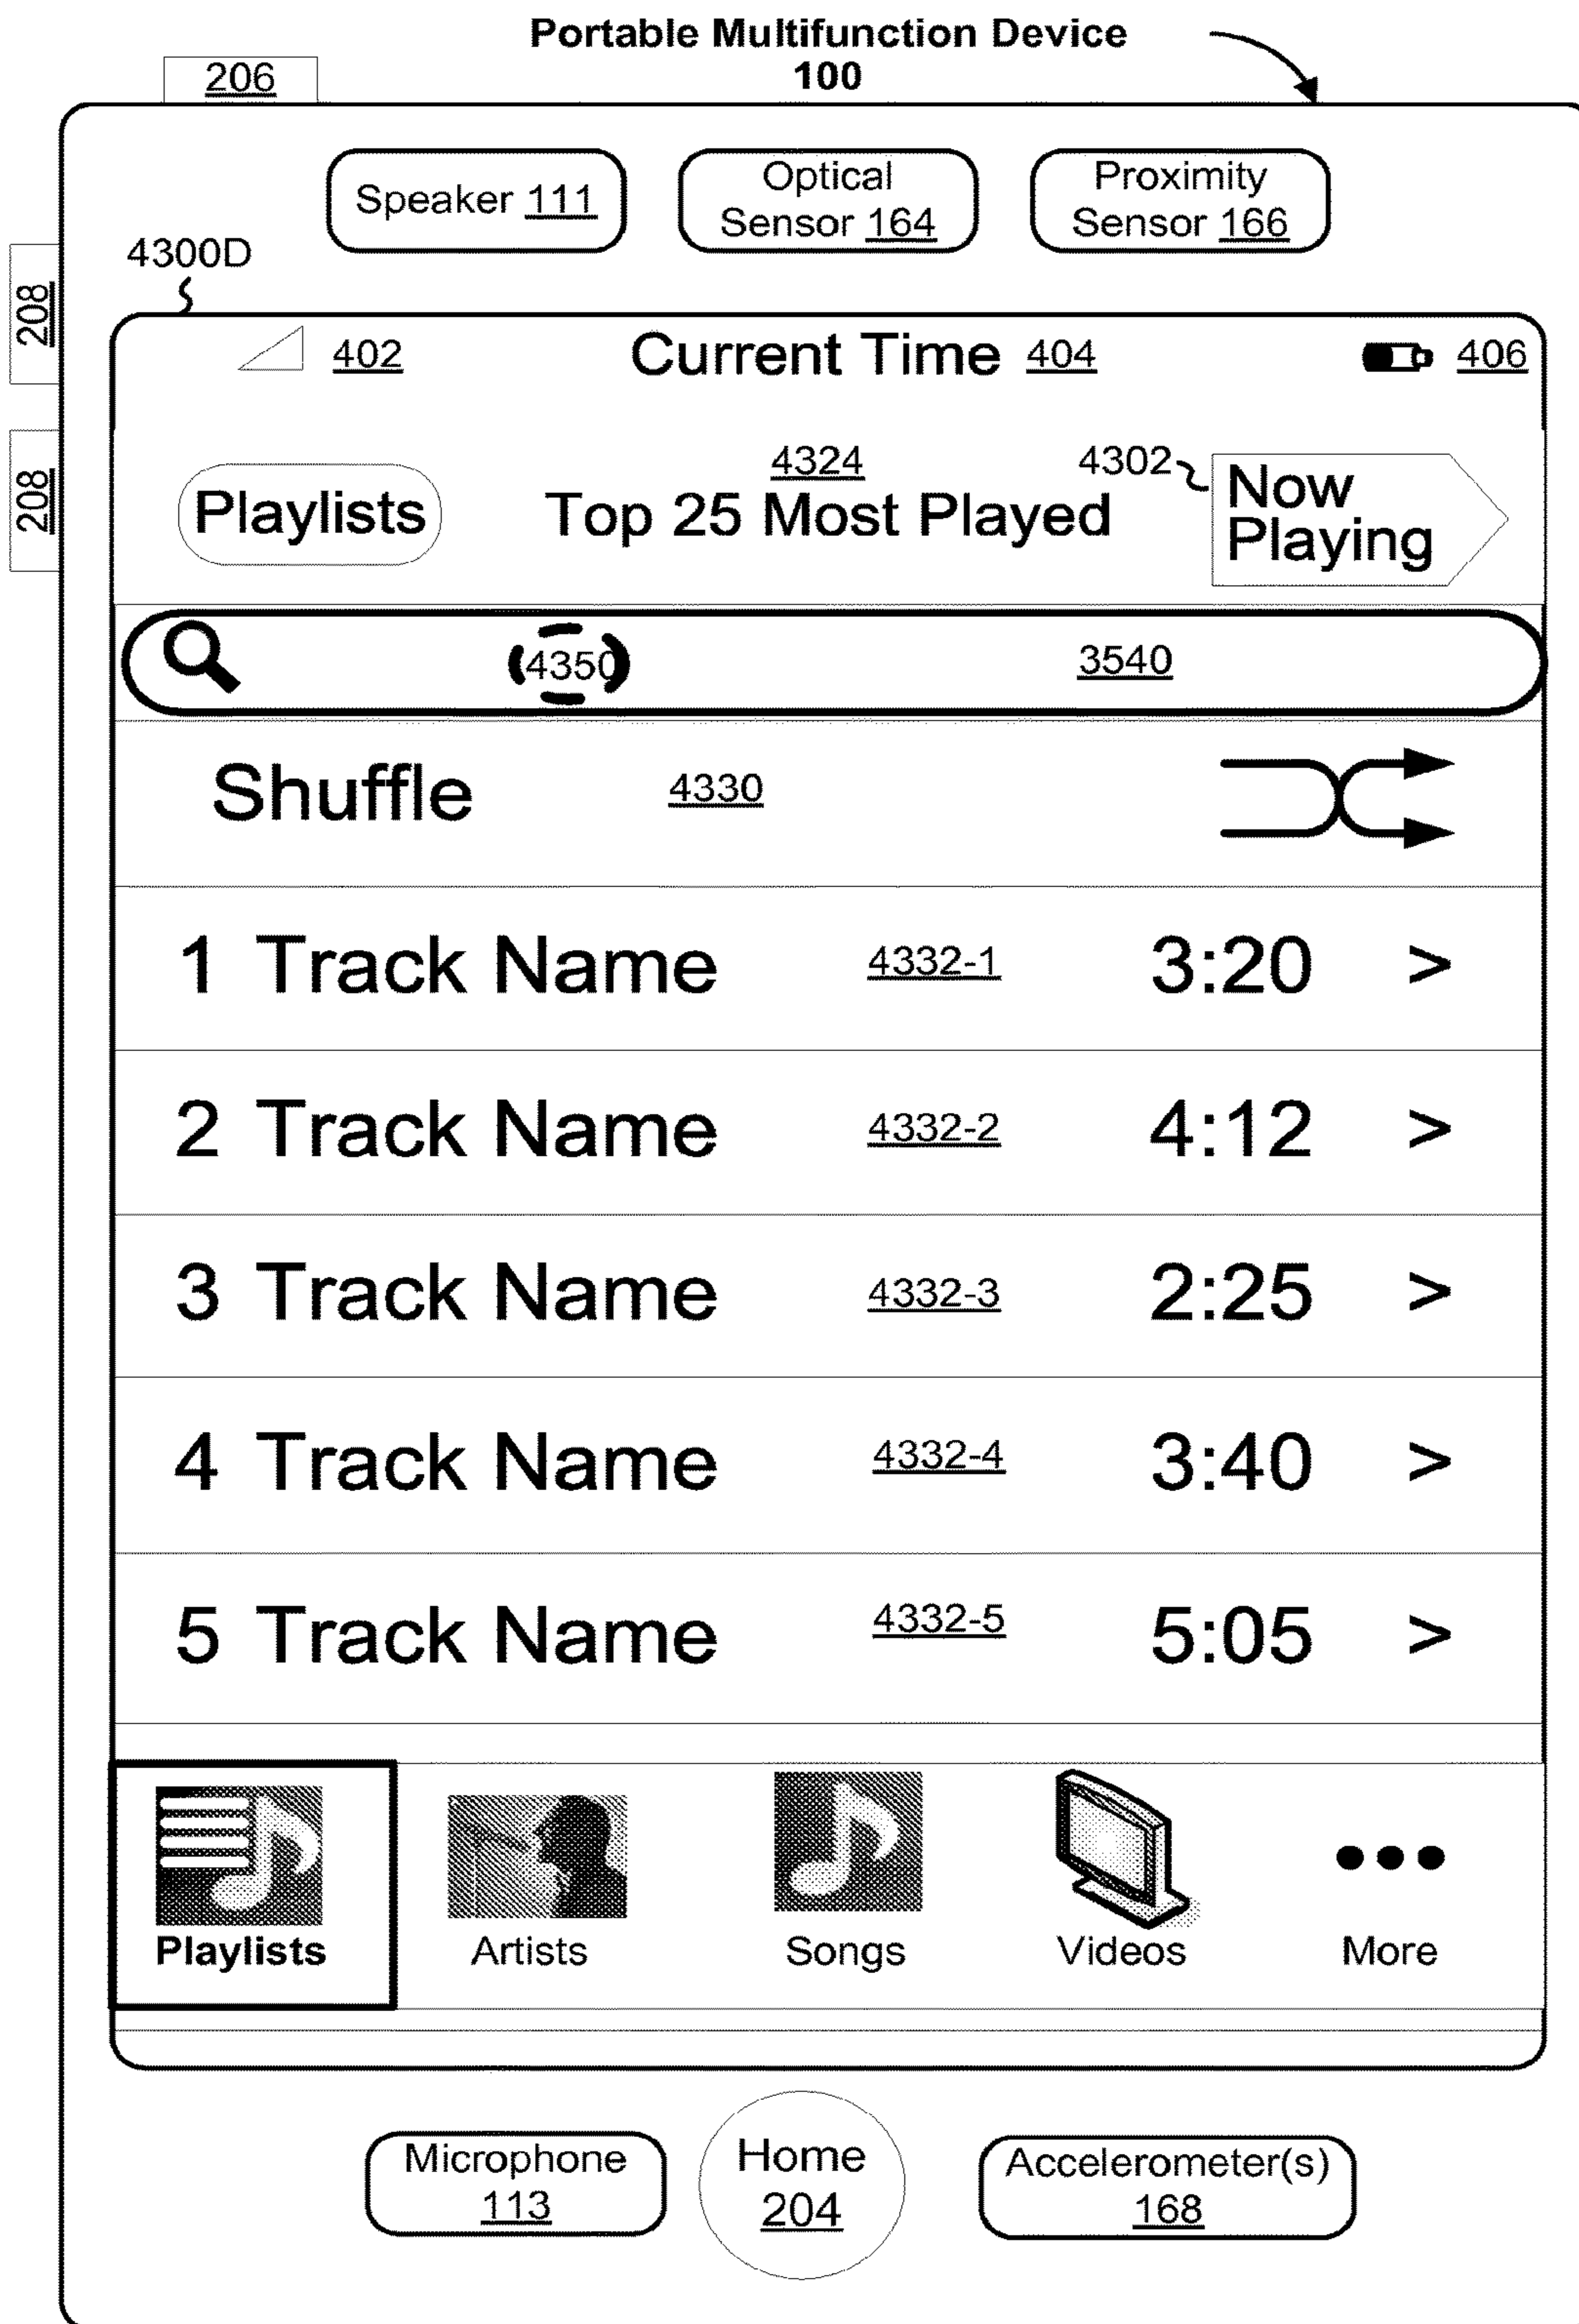 Portable Multifunction Device
100
206
Speaker 111
Optical
Sensor 164
Proximity
Sensor 166
4300D
208
208
402
Current Time 404
406
Playlists
4324
Top 25 Most Played
4302
Now
Playing
4350
3540
Shuffle 4330
1 Track Name 4332-1 3:20 >
2 Track Name 4332-2 4:12 >
3 Track Name 4332-3 2:25 >
4 Track Name 4332-4 3:40 >
5 Track Name 4332-5 5:05 >
Playlists
Artists
Songs
Videos
More
Microphone
113
Home
204
Accelerometer(s)
168